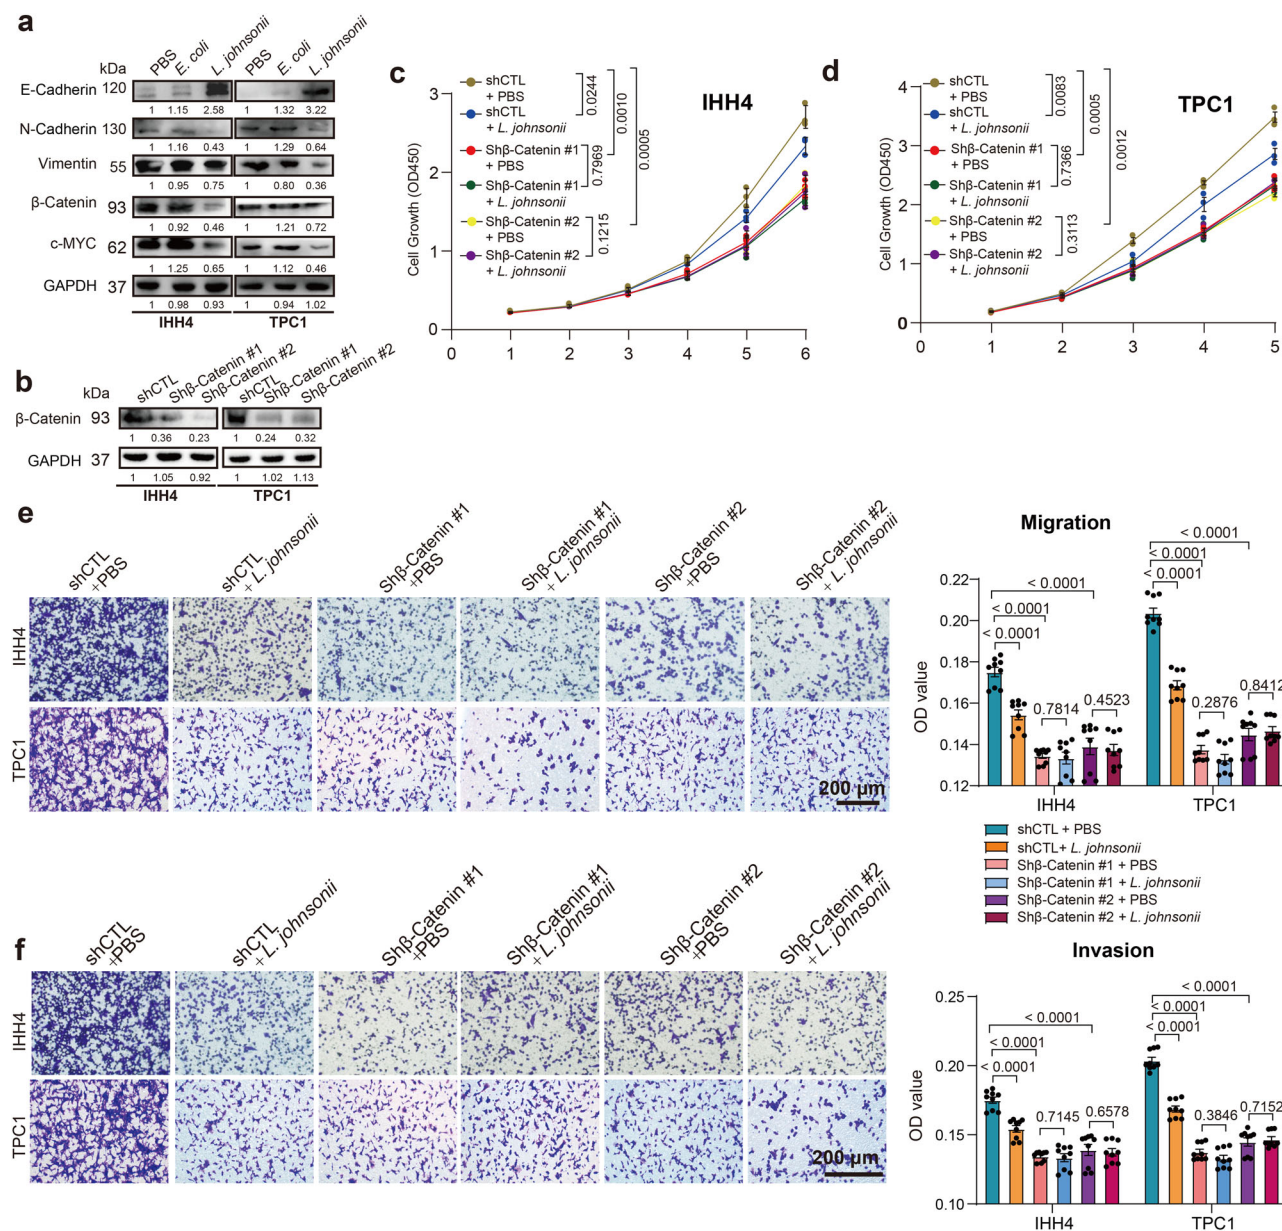 a
kDa
PBS
E. coli
L. johnsonii
PBS
E. coli
L. johnsonii
E-Cadherin 120
1 1.15 2.58 1 1.32 3.22
N-Cadherin 130
1 1.16 0.43 1 1.29 0.64
Vimentin 55
1 0.95 0.75 1 0.80 0.36
β-Catenin 93
1 0.92 0.46 1 1.21 0.72
c-MYC 62
1 1.25 0.65 1 1.12 0.46
GAPDH 37
1 0.98 0.93 1 0.94 1.02
IHH4 TPC1
b
kDa
shCTL
Shβ-Catenin #1
Shβ-Catenin #2
shCTL
Shβ-Catenin #1
Shβ-Catenin #2
β-Catenin 93
1 0.36 0.23 1 0.24 0.32
GAPDH 37
1 1.05 0.92 1 1.02 1.13
IHH4 TPC1
c
IHH4
shCTL
+ PBS
shCTL
+ L. johnsonii
Shβ-Catenin #1
+ PBS
Shβ-Catenin #1
+ L. johnsonii
Shβ-Catenin #2
+ PBS
Shβ-Catenin #2
+ L. johnsonii
0.0244
0.0010
0.0005
0.7969
0.1215
Cell Growth (OD450)
3
2
1
0
0 1 2 3 4 5 6
d
TPC1
shCTL
+ PBS
shCTL
+ L. johnsonii
Shβ-Catenin #1
+ PBS
Shβ-Catenin #1
+ L. johnsonii
Shβ-Catenin #2
+ PBS
Shβ-Catenin #2
+ L. johnsonii
0.0083
0.0005
0.0012
0.7366
0.3113
Cell Growth (OD450)
4
3
2
1
0
0 1 2 3 4 5
e
shCTL
+PBS
shCTL
+ L. johnsonii
Shβ-Catenin #1
+PBS
Shβ-Catenin #1
+ L. johnsonii
Shβ-Catenin #2
+PBS
Shβ-Catenin #2
+ L. johnsonii
IHH4
TPC1
200 μm
Migration
OD value
0.22
0.20
0.18
0.16
0.14
0.12
< 0.0001
< 0.0001
< 0.0001
0.7814
0.4523
< 0.0001
< 0.0001
< 0.0001
0.2876
0.8412
IHH4 TPC1
shCTL + PBS
shCTL+ L. johnsonii
Shβ-Catenin #1 + PBS
Shβ-Catenin #1 + L. johnsonii
Shβ-Catenin #2 + PBS
Shβ-Catenin #2 + L. johnsonii
f
shCTL
+PBS
shCTL
+ L. johnsonii
Shβ-Catenin #1
+PBS
Shβ-Catenin #1
+ L. johnsonii
Shβ-Catenin #2
+PBS
Shβ-Catenin #2
+ L. johnsonii
IHH4
TPC1
200 μm
Invasion
OD value
0.25
0.20
0.15
0.10
< 0.0001
< 0.0001
< 0.0001
0.7145
0.6578
< 0.0001
< 0.0001
< 0.0001
0.3846
0.7152
IHH4 TPC1